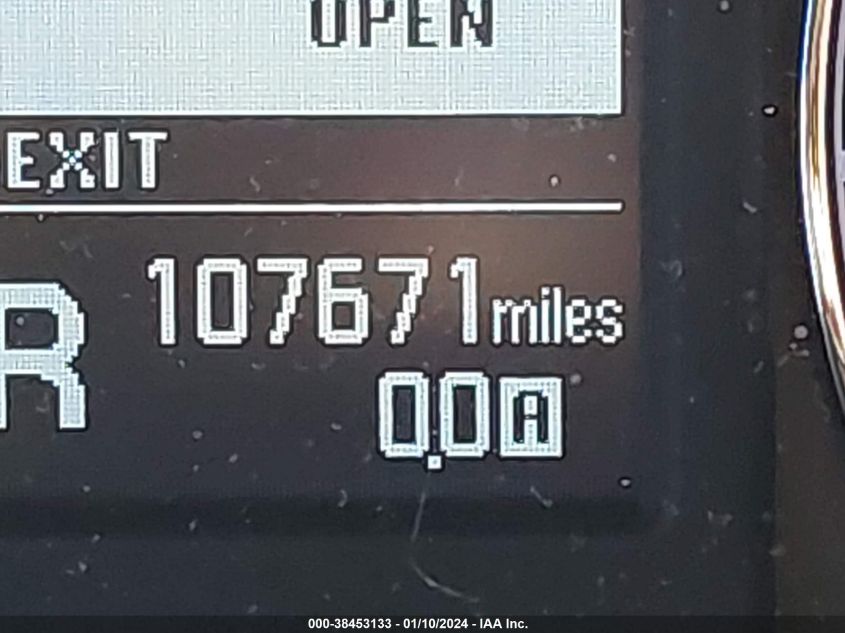 OPEN
EXIT
107671 miles
R
0.0 A
000-38453133 - 01/10/2024 - IAA Inc.